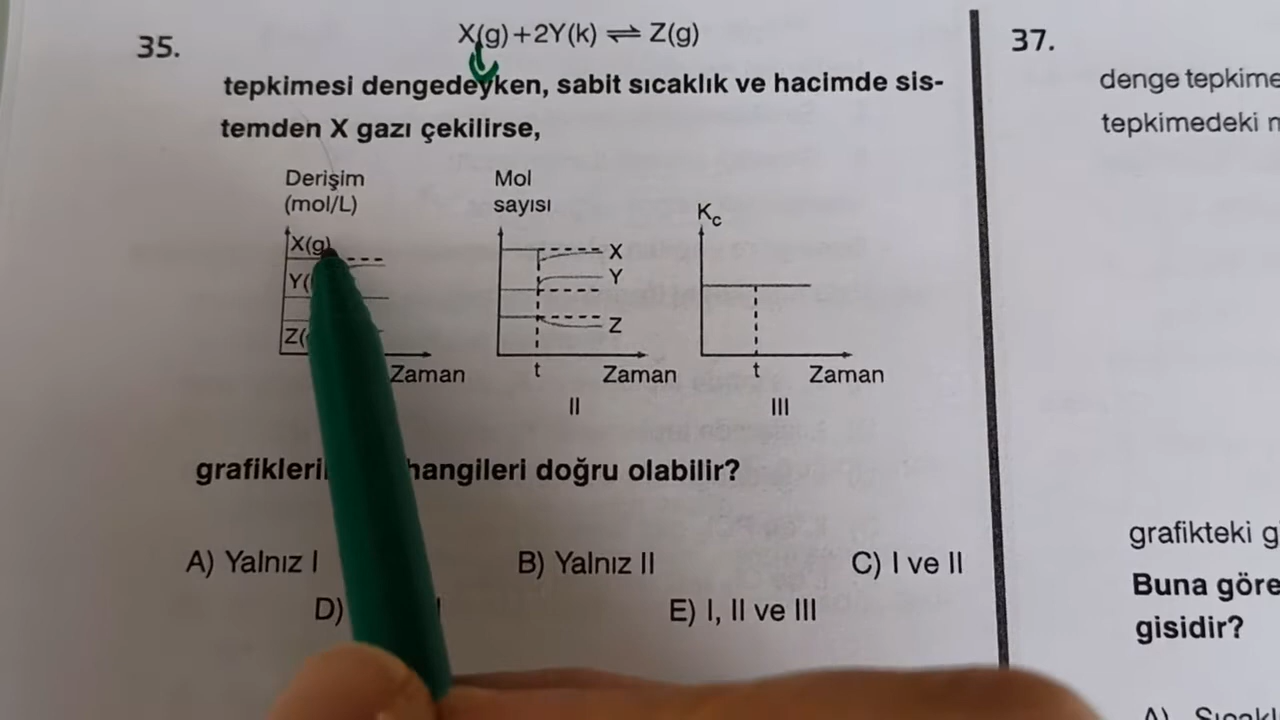 35.
X(g)+2Y(k) ⇌ Z(g)
tepkimesi dengedeyken, sabit sıcaklık ve hacimde sis-
temden X gazı çekilirse,
Derişim
(mol/L)
X(g)
Y(
Z(
Zaman
Mol
sayısı
X
Y
Z
t
Zaman
II
Kc
t
Zaman
III
grafikleri hangileri doğru olabilir?
A) Yalnız I
B) Yalnız II
C) I ve II
D)
E) I, II ve III
37.
denge tepkime
tepkimedeki
grafikteki g
Buna göre
gisidir?
A)